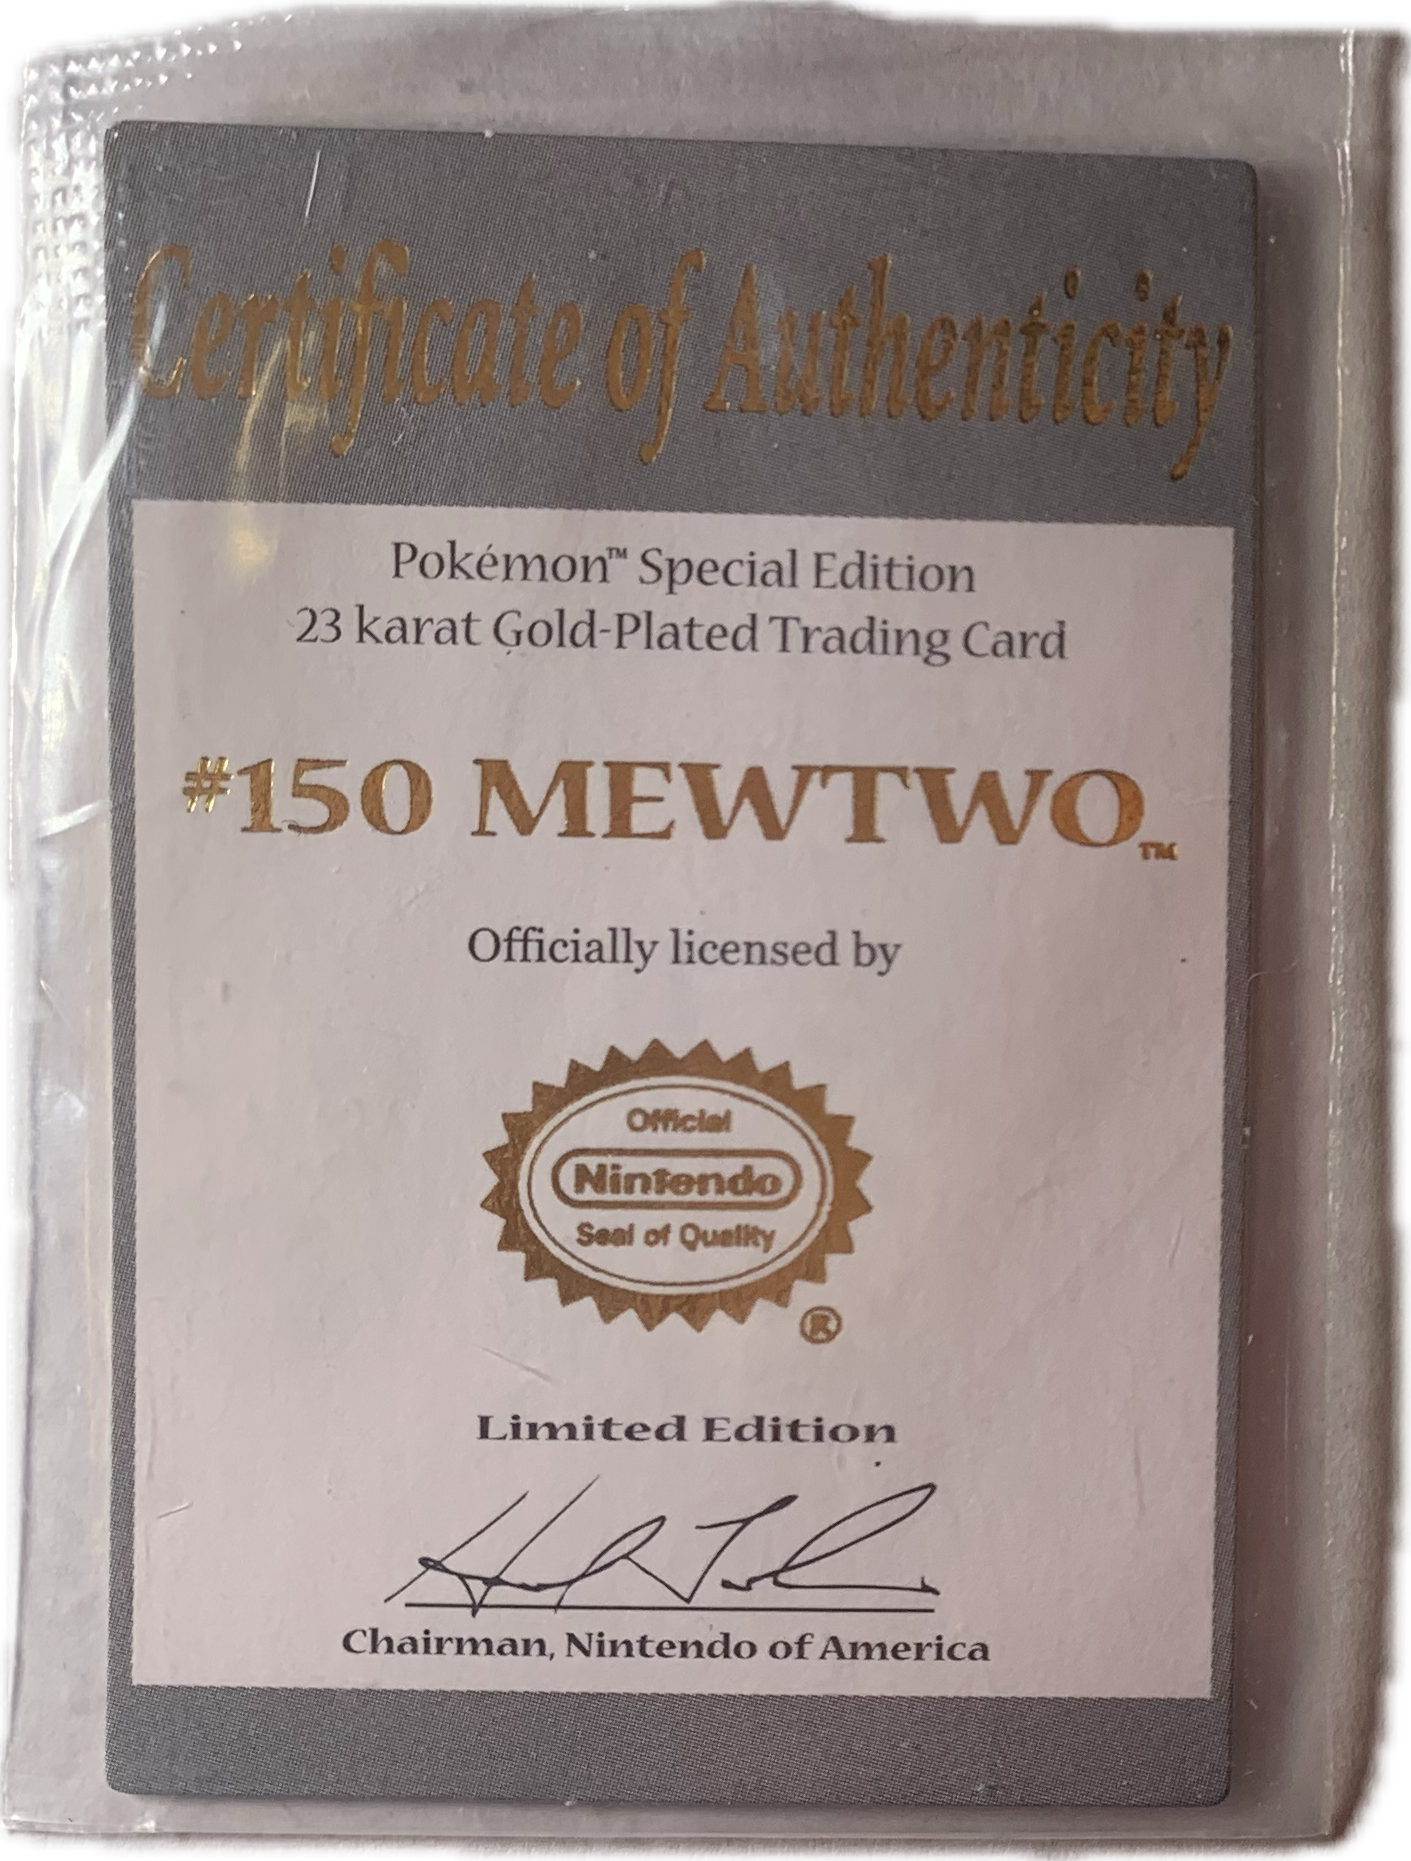 Certificate of Authenticity
Pokémon™ Special Edition
23 karat Gold-Plated Trading Card
#150 MEWTWO™
Officially licensed by
Official
Nintendo
Seal of Quality
®
Limited Edition
Chairman, Nintendo of America